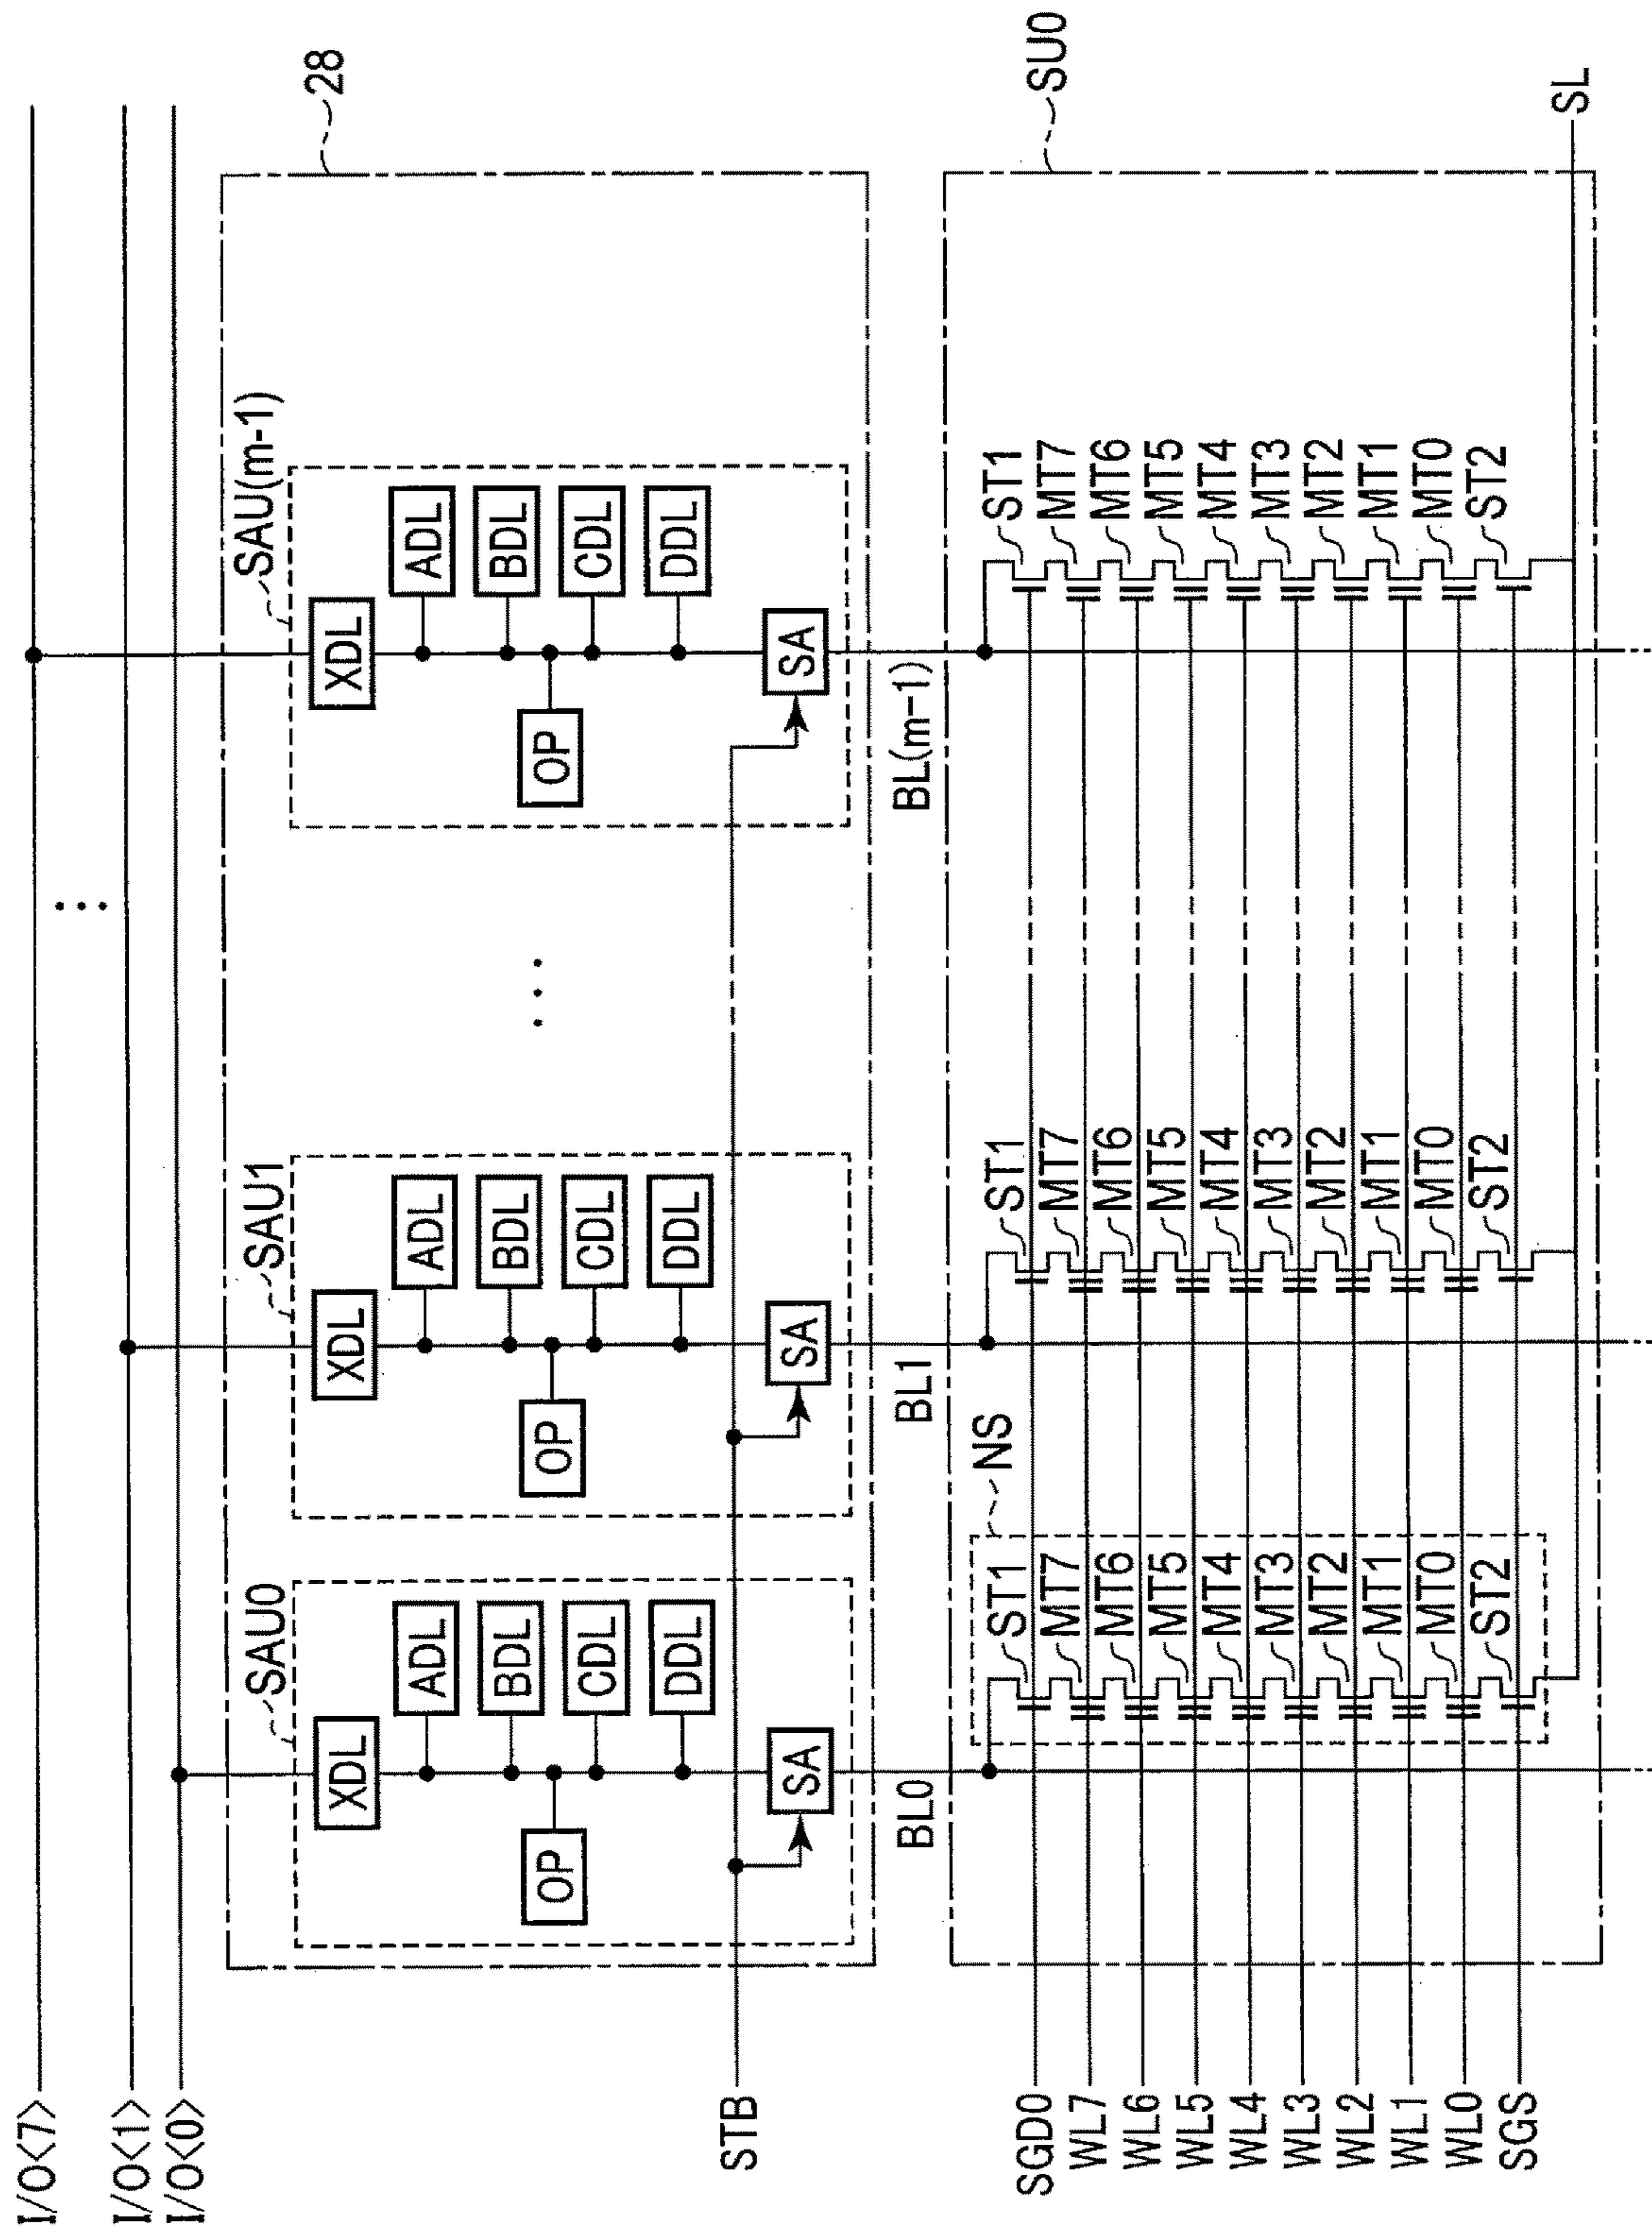 I/O<7>
I/O<1>
I/O<0>
28
SAU0
SAU1
SAU(m-1)
XDL
XDL
XDL
ADL
ADL
ADL
BDL
BDL
BDL
OP
OP
OP
CDL
CDL
CDL
DDL
DDL
DDL
STB
SA
SA
SA
BL0
BL1
BL(m-1)
NS
SU0
SGD0
ST1
ST1
ST1
WL7
MT7
MT7
MT7
WL6
MT6
MT6
MT6
WL5
MT5
MT5
MT5
WL4
MT4
MT4
MT4
WL3
MT3
MT3
MT3
WL2
MT2
MT2
MT2
WL1
MT1
MT1
MT1
WL0
MT0
MT0
MT0
SGS
ST2
ST2
ST2
SL